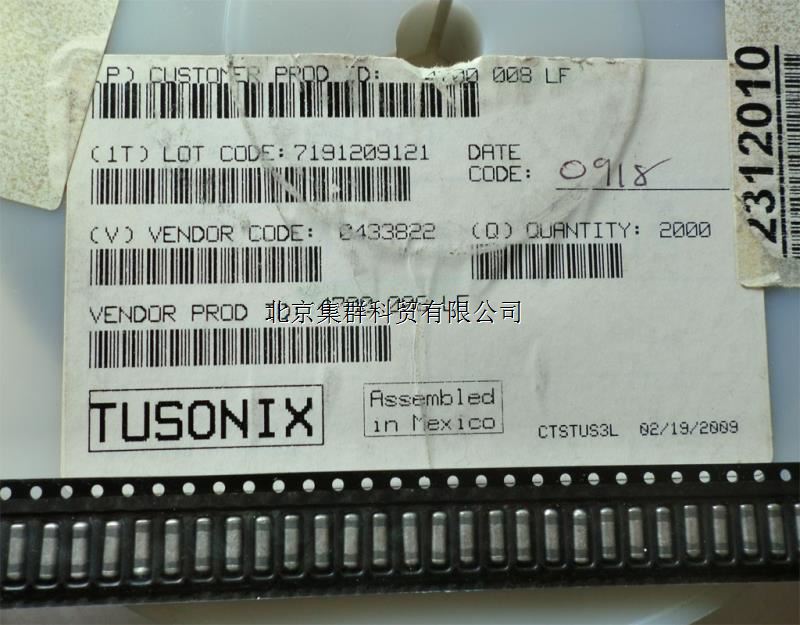 (P) CUSTOMER PROD ID: 4700 008 LF
(1T) LOT CODE: 7191209121
DATE CODE: 0918
(V) VENDOR CODE: 0433822
(Q) QUANTITY: 2000
VENDOR PROD
北京集群科贸有限公司
TUSONIX
Assembled
in Mexico
CTSTUS3L 02/19/2009
2312010